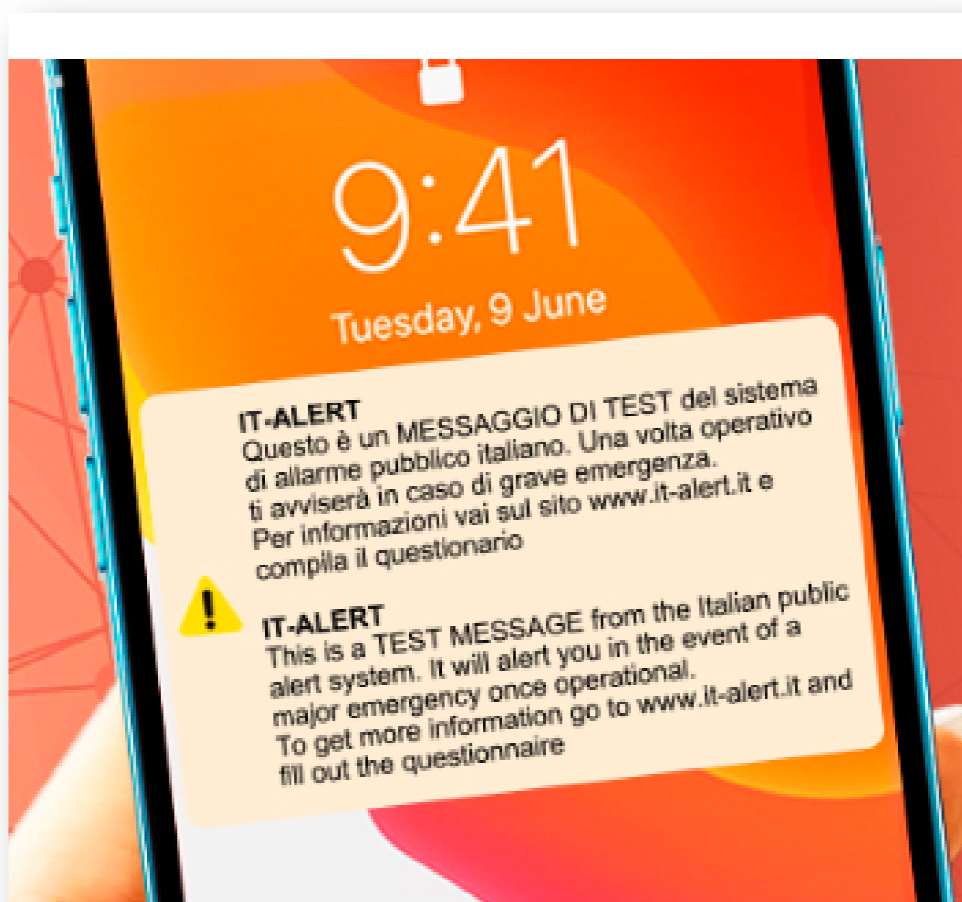 9:41
Tuesday, 9 June
IT-ALERT
Questo è un MESSAGGIO DI TEST del sistema
di allarme pubblico italiano. Una volta operativo
ti avviserà in caso di grave emergenza.
Per informazioni vai sul sito www.it-alert.it e
compila il questionario
IT-ALERT
This is a TEST MESSAGE from the Italian public
alert system. It will alert you in the event of a
major emergency once operational.
To get more information go to www.it-alert.it and
fill out the questionnaire